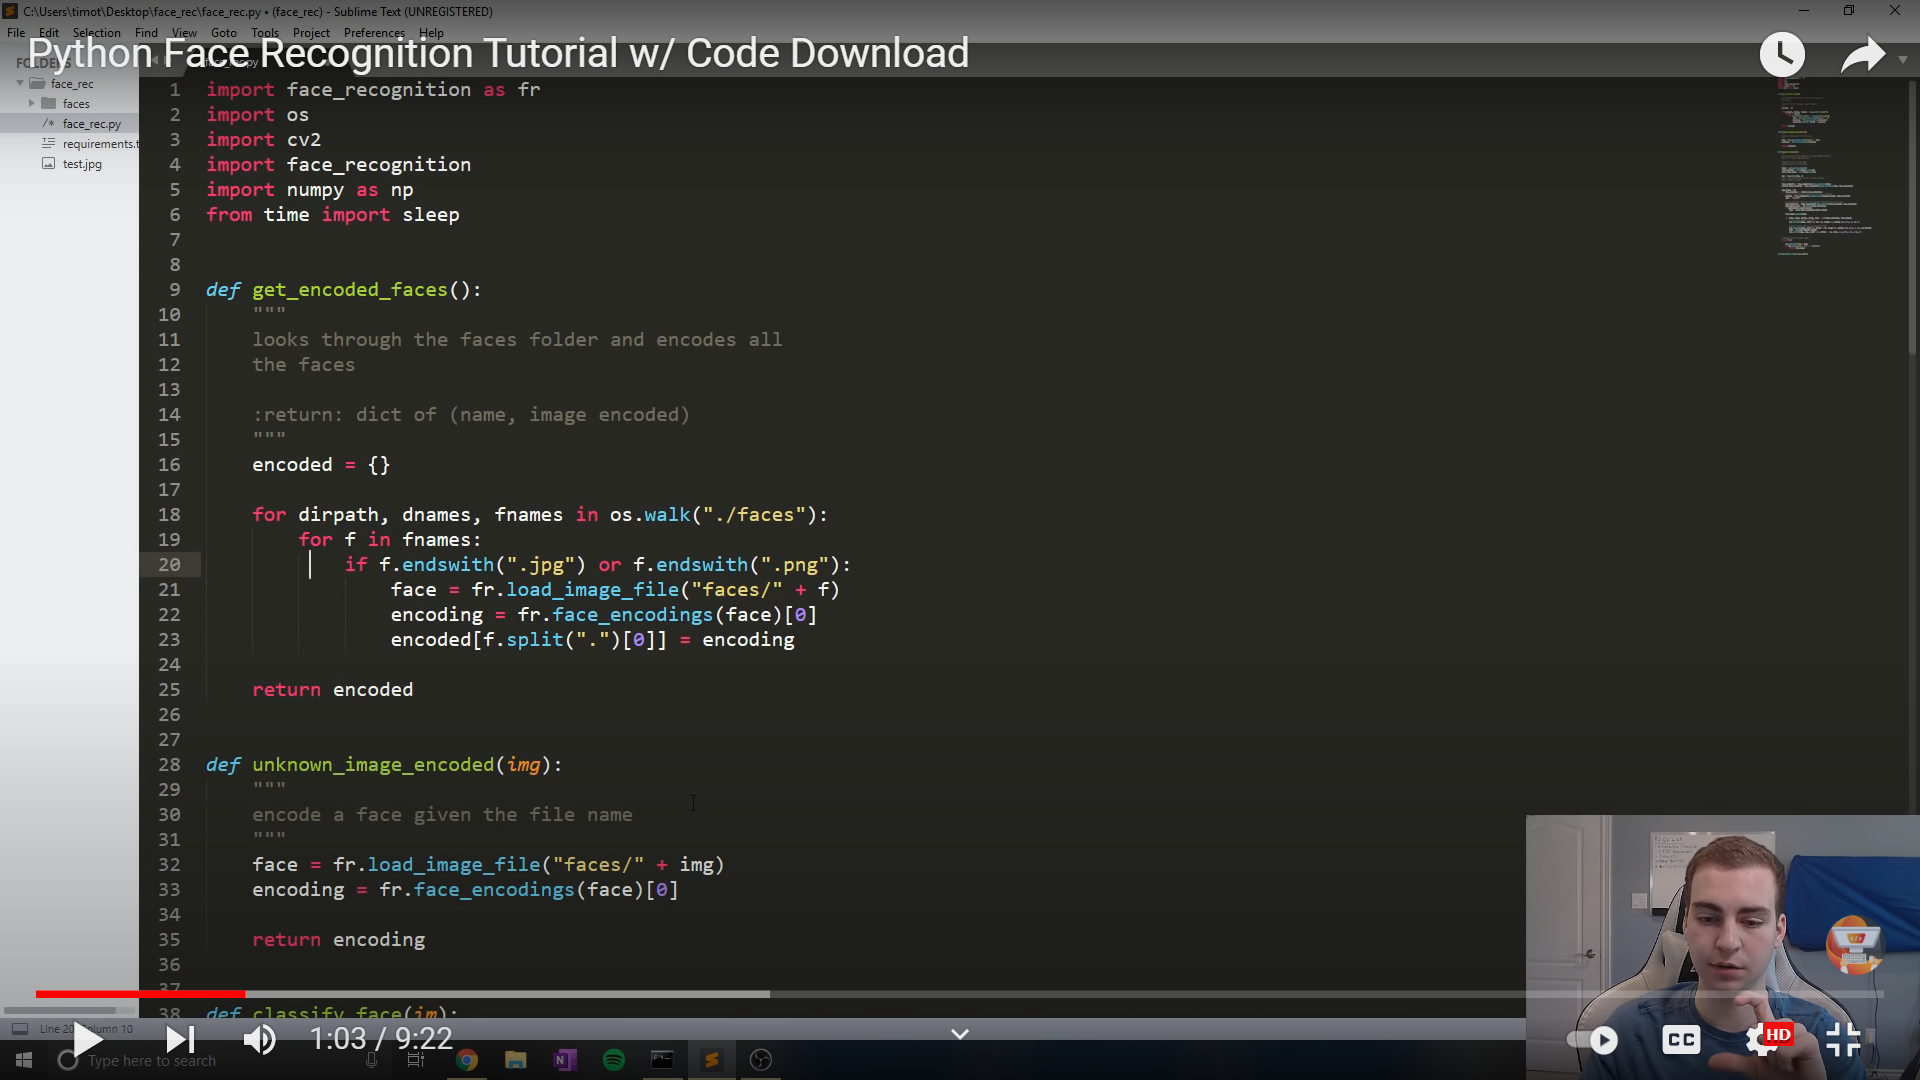 C:\Users\timot\Desktop\face_rec\face_rec.py • (face_rec) - Sublime Text (UNREGISTERED)
File Edit Selection Find View Goto Tools Project Preferences Help
Python Face Recognition Tutorial w/ Code Download
face_rec
faces
face_rec.py
requirements.t
test.jpg
1 import face_recognition as fr
2 import os
3 import cv2
4 import face_recognition
5 import numpy as np
6 from time import sleep
7
8
9 def get_encoded_faces():
10 """
11 looks through the faces folder and encodes all
12 the faces
13
14 :return: dict of (name, image encoded)
15 """
16 encoded = {}
17
18 for dirpath, dnames, fnames in os.walk("./faces"):
19 for f in fnames:
20 if f.endswith(".jpg") or f.endswith(".png"):
21 face = fr.load_image_file("faces/" + f)
22 encoding = fr.face_encodings(face)[0]
23 encoded[f.split(".")[0]] = encoding
24
25 return encoded
26
27
28 def unknown_image_encoded(img):
29 """
30 encode a face given the file name
31 """
32 face = fr.load_image_file("faces/" + img)
33 encoding = fr.face_encodings(face)[0]
34
35 return encoding
36
37
38 def classify_face(im):
1:03 / 9:22
CC
HD
Type here to search